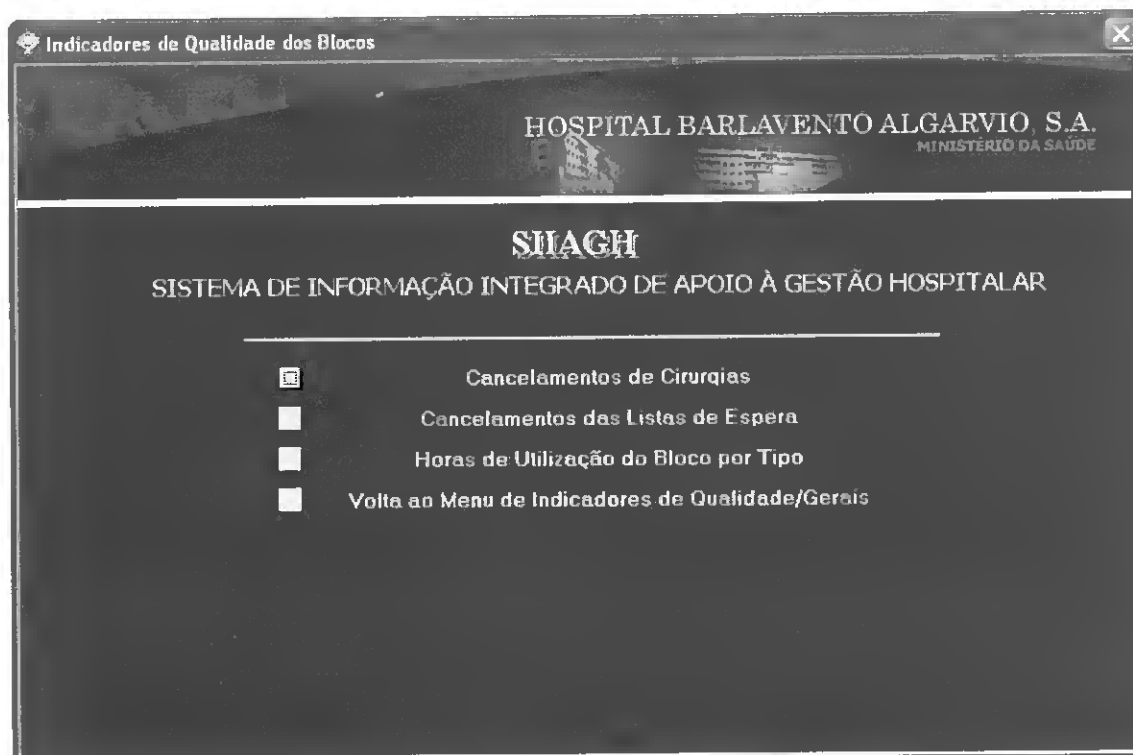 Indicadores de Qualidade dos Blocos
HOSPITAL BARLAVENTO ALGARVIO, S.A.
MINISTÉRIO DA SAÚDE
SIIAGH
SISTEMA DE INFORMAÇÃO INTEGRADO DE APOIO À GESTÃO HOSPITALAR
Cancelamentos de Cirurgias
Cancelamentos das Listas de Espera
Horas de Utilização do Bloco por Tipo
Volta ao Menu de Indicadores de Qualidade/Gerais